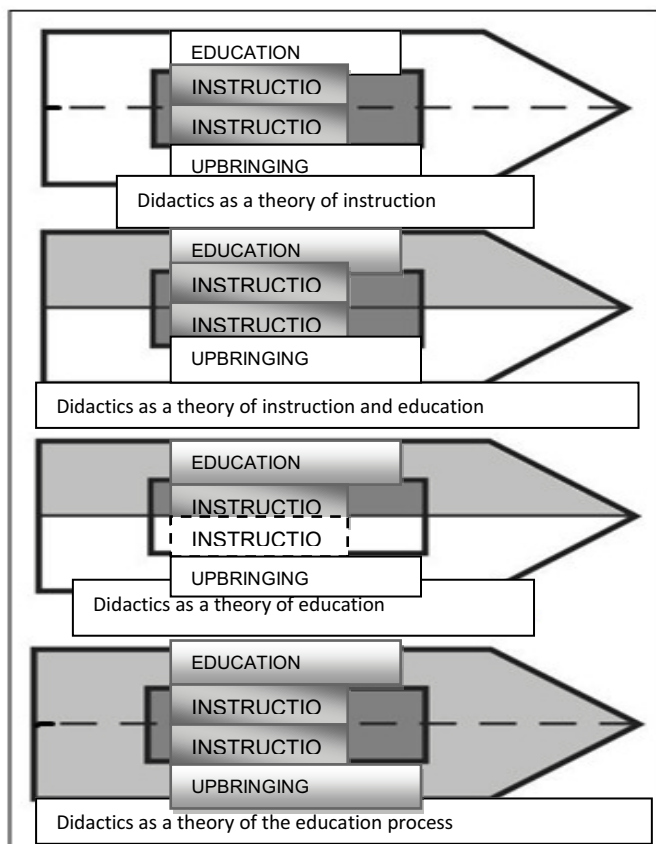 EDUCATION
INSTRUCTIO
INSTRUCTIO
UPBRINGING
Didactics as a theory of instruction
EDUCATION
INSTRUCTIO
INSTRUCTIO
UPBRINGING
Didactics as a theory of instruction and education
EDUCATION
INSTRUCTIO
INSTRUCTIO
UPBRINGING
Didactics as a theory of education
EDUCATION
INSTRUCTIO
INSTRUCTIO
UPBRINGING
Didactics as a theory of the education process